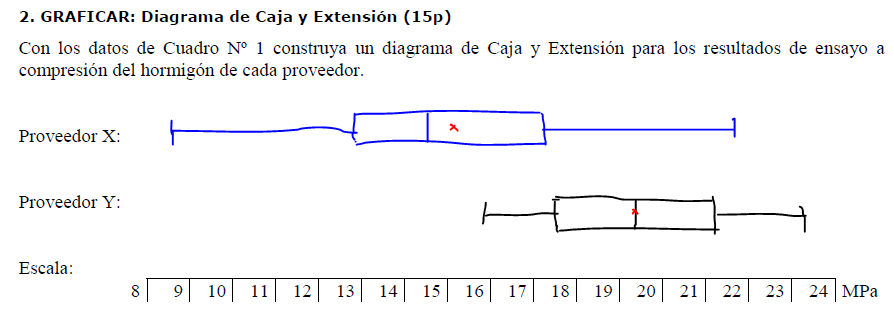 2. GRAFICAR: Diagrama de Caja y Extensión (15p)
Con los datos de Cuadro Nº 1 construya un diagrama de Caja y Extensión para los resultados de ensayo a
compresión del hormigón de cada proveedor.
Proveedor X:
Proveedor Y:
Escala:
8 9 10 11 12 13 14 15 16 17 18 19 20 21 22 23 24 MPa